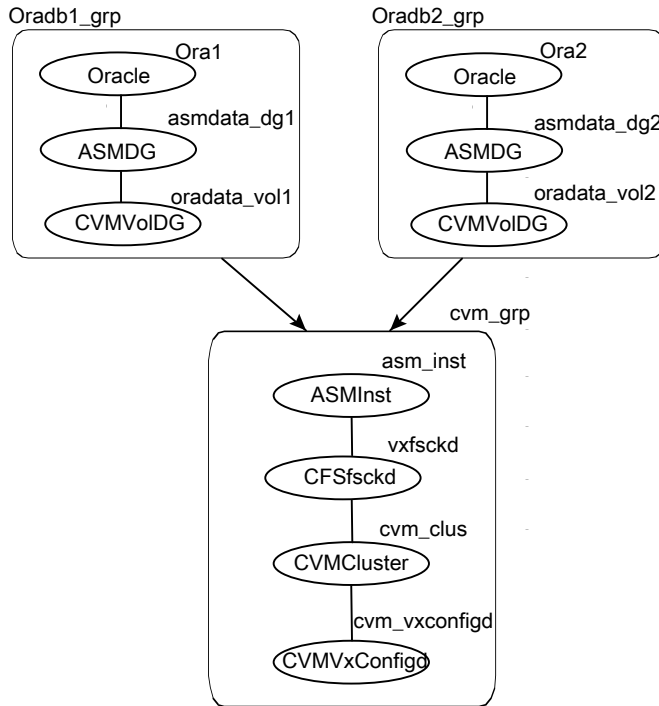 Oradb1_grp
Oradb2_grp
Ora1
Oracle
asmdata_dg1
ASMDG
oradata_vol1
CVMVolDG
Ora2
Oracle
asmdata_dg2
ASMDG
oradata_vol2
CVMVolDG
cvm_grp
asm_inst
ASMInst
vxfsckd
CFSfsckd
cvm_clus
CVMCluster
cvm_vxconfigd
CVMVxConfigd